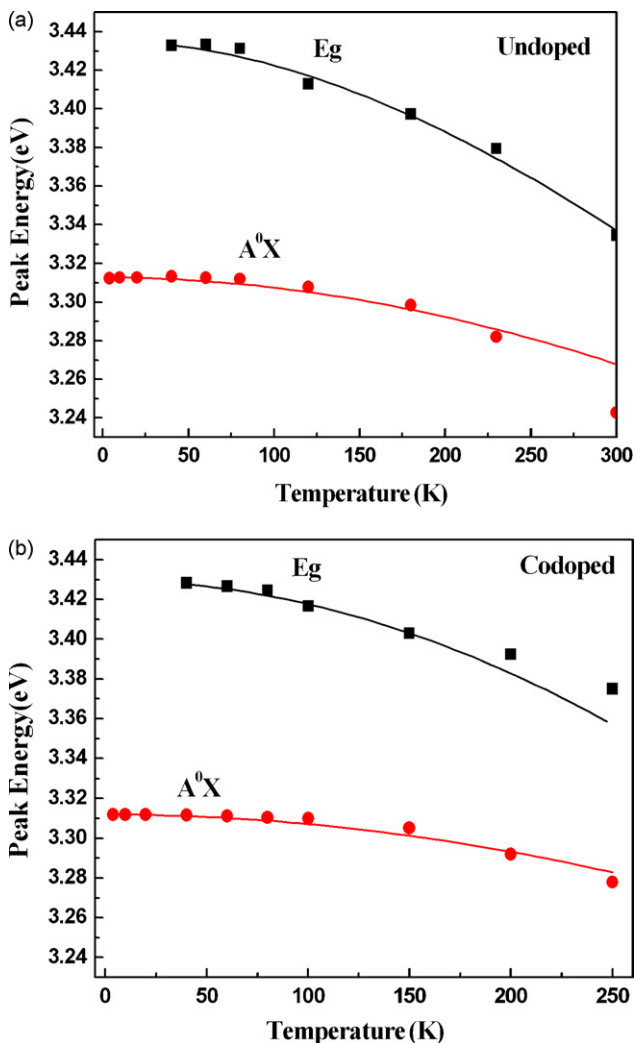 (a)
3.44
3.42
3.40
3.38
3.36
3.34
3.32
3.30
3.28
3.26
3.24
Peak Energy(eV)
Eg
Undoped
A⁰X
0 50 100 150 200 250 300
Temperature (K)
(b)
3.44
3.42
3.40
3.38
3.36
3.34
3.32
3.30
3.28
3.26
3.24
Peak Energy(eV)
Eg
Codoped
A⁰X
0 50 100 150 200 250
Temperature (K)